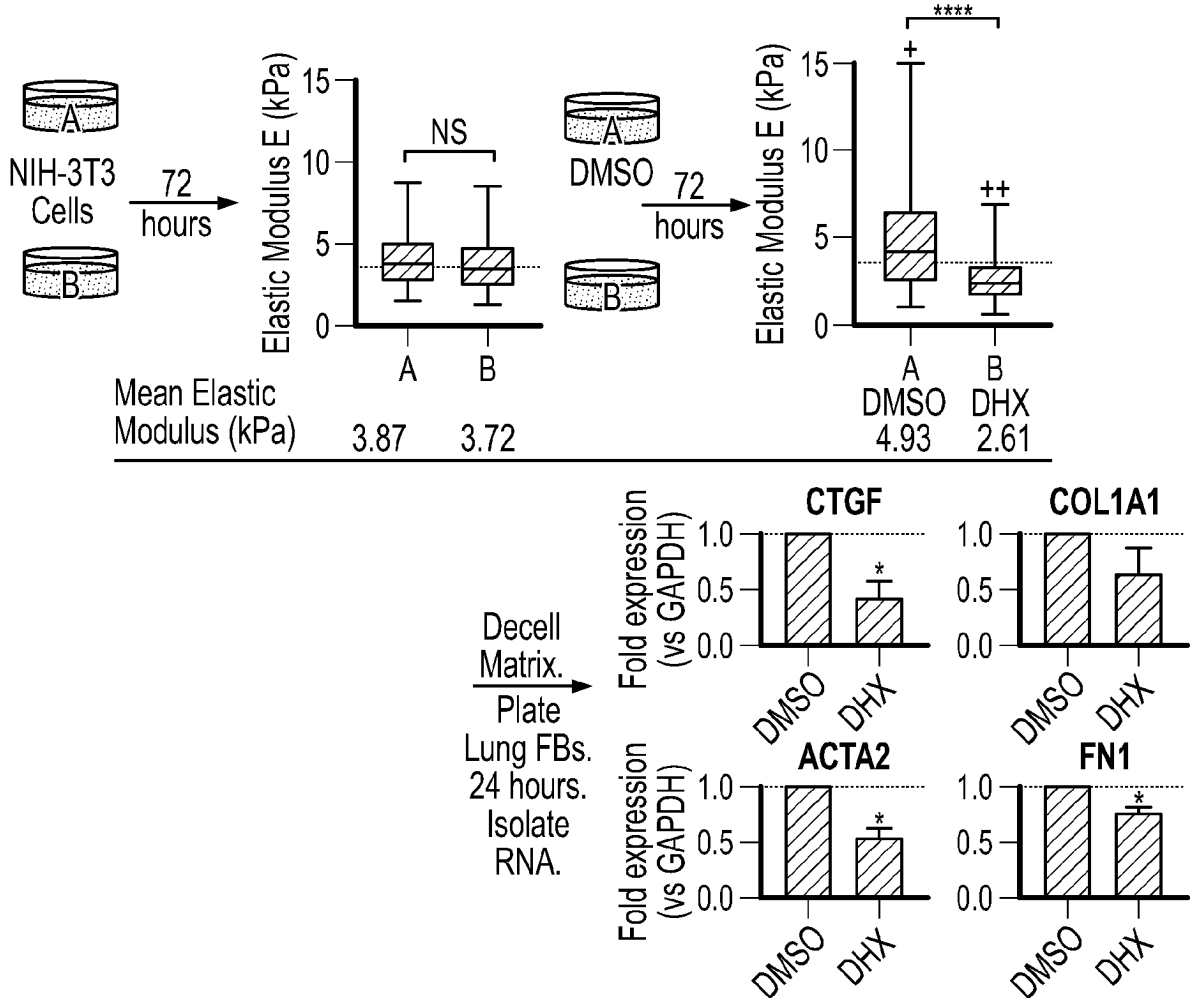 A
NIH-3T3
Cells
B
72
hours
Elastic Modulus E (kPa)
15
10
5
0
NS
A
B
A
DMSO
B
72
hours
Elastic Modulus E (kPa)
15
10
5
0
****
+
++
A
DMSO
B
DHX
Mean Elastic
Modulus (kPa)
3.87
3.72
4.93
2.61
Decell
Matrix.
Plate
Lung FBs.
24 hours.
Isolate
RNA.
CTGF
Fold expression
(vs GAPDH)
1.0
0.5
0.0
*
DMSO
DHX
COL1A1
1.0
0.5
0.0
DMSO
DHX
ACTA2
Fold expression
(vs GAPDH)
1.0
0.5
0.0
*
DMSO
DHX
FN1
1.0
0.5
0.0
*
DMSO
DHX